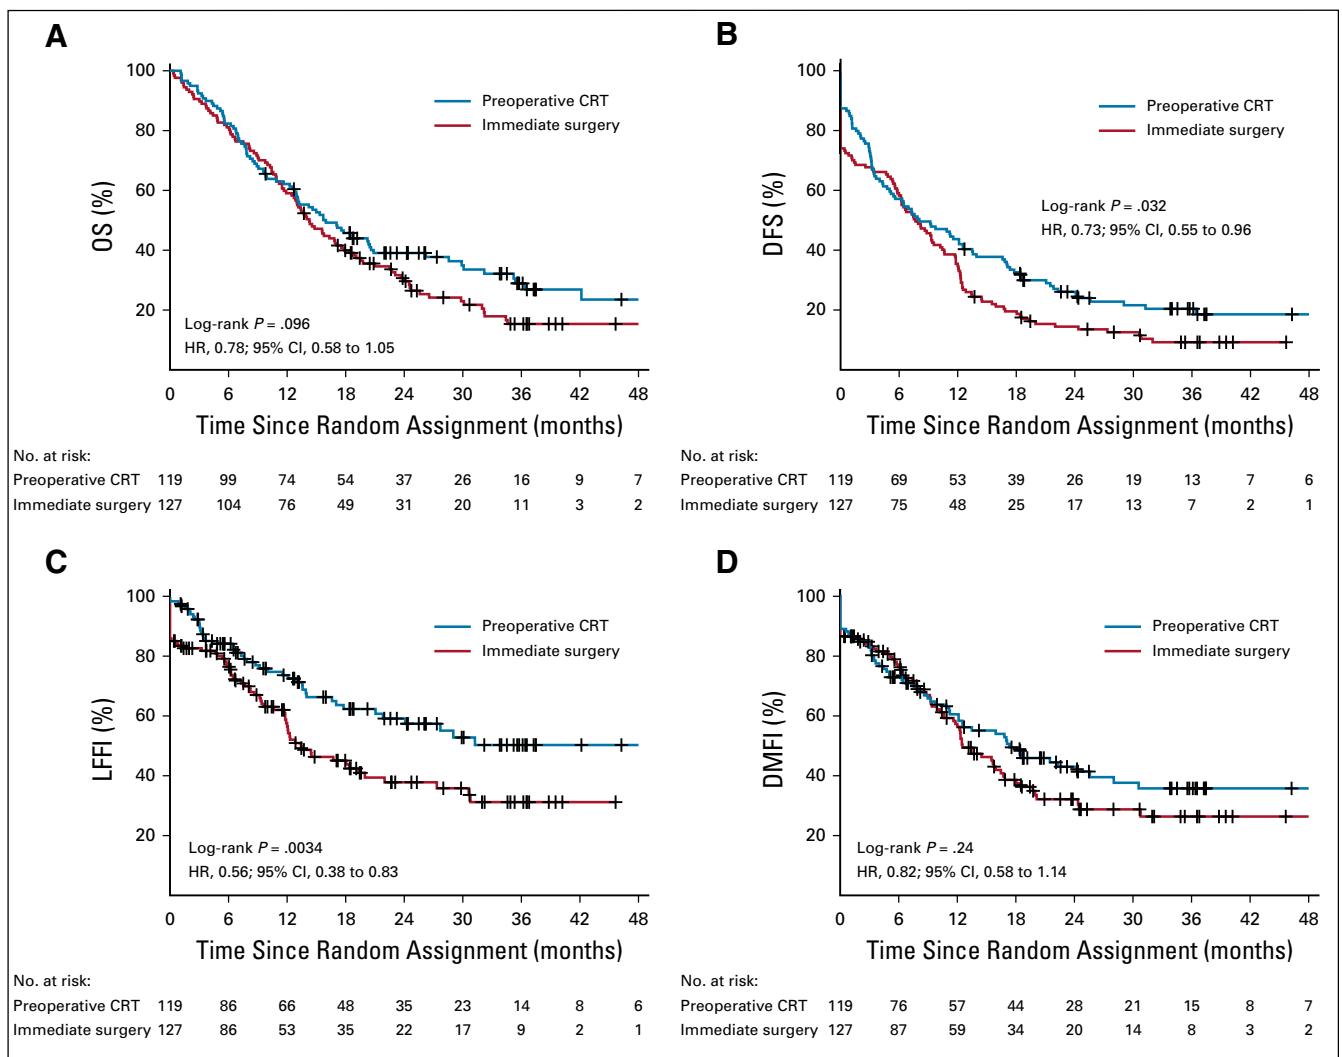 A
100
80
60
40
20
OS (%)
Preoperative CRT
Immediate surgery
Log-rank P = .096
HR, 0.78; 95% CI, 0.58 to 1.05
0 6 12 18 24 30 36 42 48
Time Since Random Assignment (months)
No. at risk:
Preoperative CRT 119 99 74 54 37 26 16 9 7
Immediate surgery 127 104 76 49 31 20 11 3 2
B
100
80
60
40
20
DFS (%)
Preoperative CRT
Immediate surgery
Log-rank P = .032
HR, 0.73; 95% CI, 0.55 to 0.96
0 6 12 18 24 30 36 42 48
Time Since Random Assignment (months)
No. at risk:
Preoperative CRT 119 69 53 39 26 19 13 7 6
Immediate surgery 127 75 48 25 17 13 7 2 1
C
100
80
60
40
20
LFFI (%)
Preoperative CRT
Immediate surgery
Log-rank P = .0034
HR, 0.56; 95% CI, 0.38 to 0.83
0 6 12 18 24 30 36 42 48
Time Since Random Assignment (months)
No. at risk:
Preoperative CRT 119 86 66 48 35 23 14 8 6
Immediate surgery 127 86 53 35 22 17 9 2 1
D
100
80
60
40
20
DMFI (%)
Preoperative CRT
Immediate surgery
Log-rank P = .24
HR, 0.82; 95% CI, 0.58 to 1.14
0 6 12 18 24 30 36 42 48
Time Since Random Assignment (months)
No. at risk:
Preoperative CRT 119 76 57 44 28 21 15 8 7
Immediate surgery 127 87 59 34 20 14 8 3 2